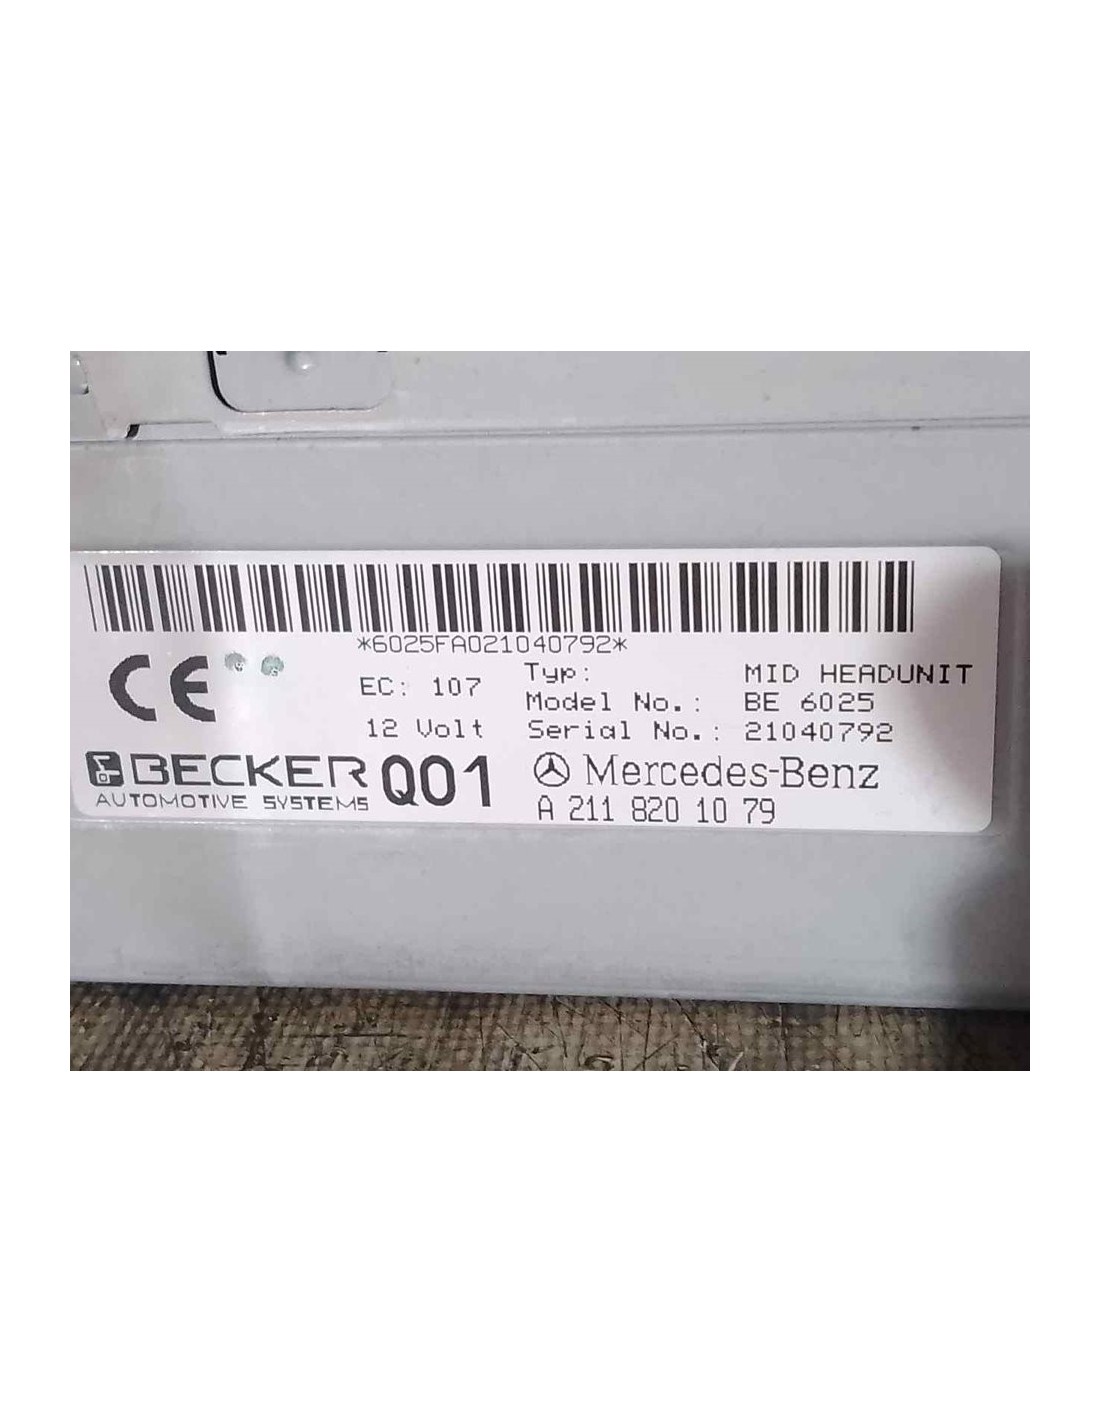 *6025FA021040792*
CE
EC: 107
12 Volt
Typ: MID HEADUNIT
Model No.: BE 6025
Serial No.: 21040792
BECKER
AUTOMOTIVE SYSTEMS
Q01
Mercedes-Benz
A 211 820 10 79